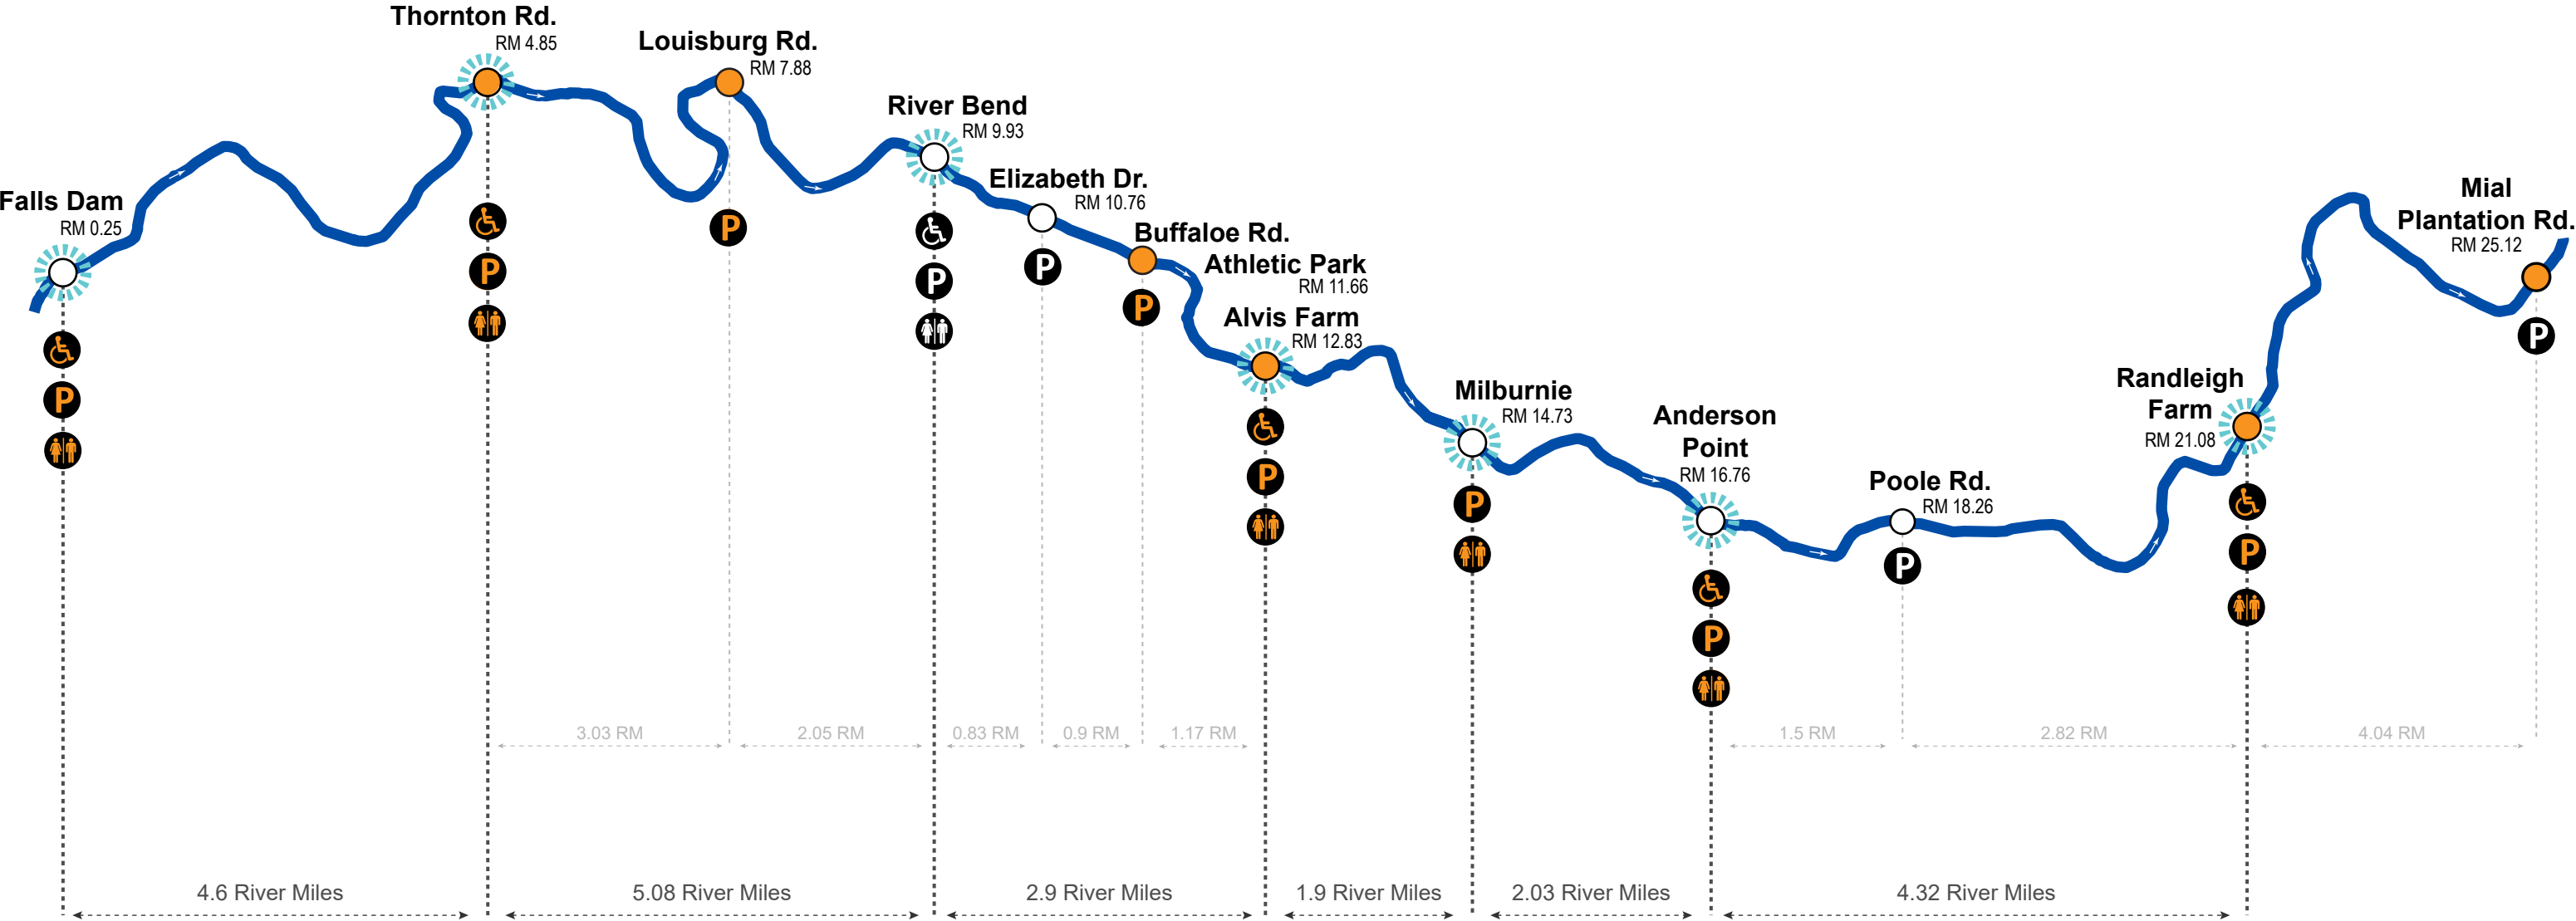 Thornton Rd.
RM 4.85
Louisburg Rd.
RM 7.88
River Bend
RM 9.93
Falls Dam
RM 0.25
Elizabeth Dr.
RM 10.76
Buffaloe Rd.
Athletic Park
RM 11.66
Alvis Farm
RM 12.83
Milburnie
RM 14.73
Anderson
Point
RM 16.76
Poole Rd.
RM 18.26
Randleigh
Farm
RM 21.08
Mial
Plantation Rd.
RM 25.12
P
P
P
P
P
P
P
P
P
P
P
3.03 RM
2.05 RM
0.83 RM
0.9 RM
1.17 RM
1.5 RM
2.82 RM
4.04 RM
4.6 River Miles
5.08 River Miles
2.9 River Miles
1.9 River Miles
2.03 River Miles
4.32 River Miles